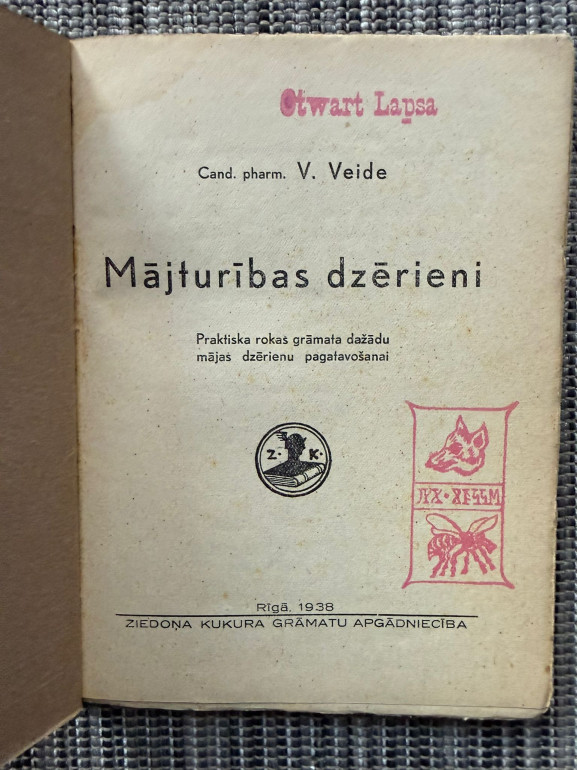 Otwart Lapsa
Cand. pharm. V. Veide
Mājturības dzērieni
Praktiska rokas grāmata dažādu
mājas dzērienu pagatavošanai
Z · K ·
Rīgā, 1938
ZIEDOŅA KUKURA GRĀMATU APGĀDNIECĪBA